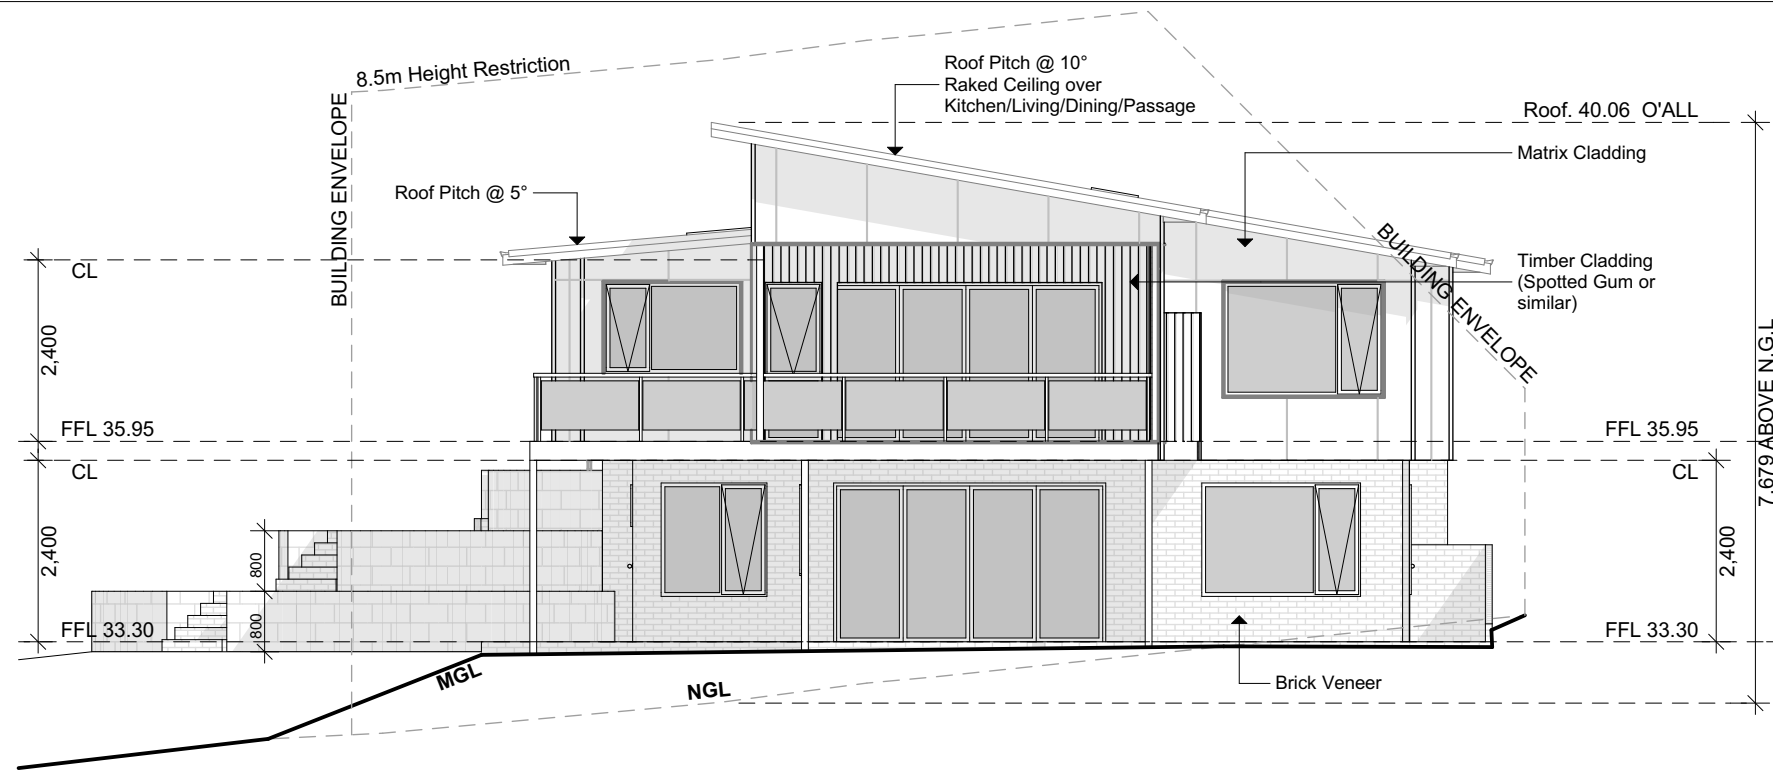 8.5m Height Restriction
BUILDING ENVELOPE
Roof Pitch @ 10°
Raked Ceiling over
Kitchen/Living/Dining/Passage
Roof. 40.06 O'ALL
Matrix Cladding
Roof Pitch @ 5°
BUILDING ENVELOPE
Timber Cladding
(Spotted Gum or
similar)
CL
2,400
FFL 35.95
FFL 35.95
CL
CL
7.679 ABOVE N.G.L
2,400
800
2,400
800
FFL 33.30
FFL 33.30
MGL
NGL
Brick Veneer